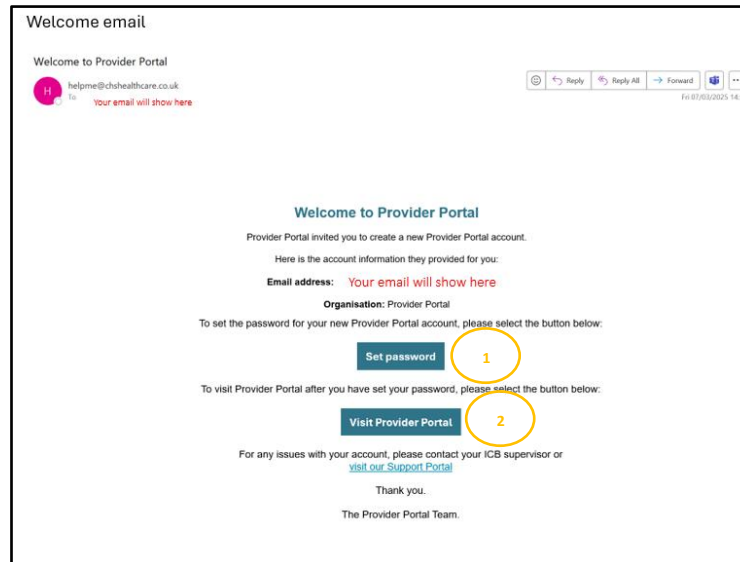 Welcome email
Welcome to Provider Portal
H
helpme@chshealthcare.co.uk
To Your email will show here
Reply Reply All Forward
Fri 07/03/2025 14:
Welcome to Provider Portal
Provider Portal invited you to create a new Provider Portal account.
Here is the account information they provided for you:
Email address: Your email will show here
Organisation: Provider Portal
To set the password for your new Provider Portal account, please select the button below:
Set password 1
To visit Provider Portal after you have set your password, please select the button below:
Visit Provider Portal 2
For any issues with your account, please contact your ICB supervisor or
visit our Support Portal
Thank you.
The Provider Portal Team.